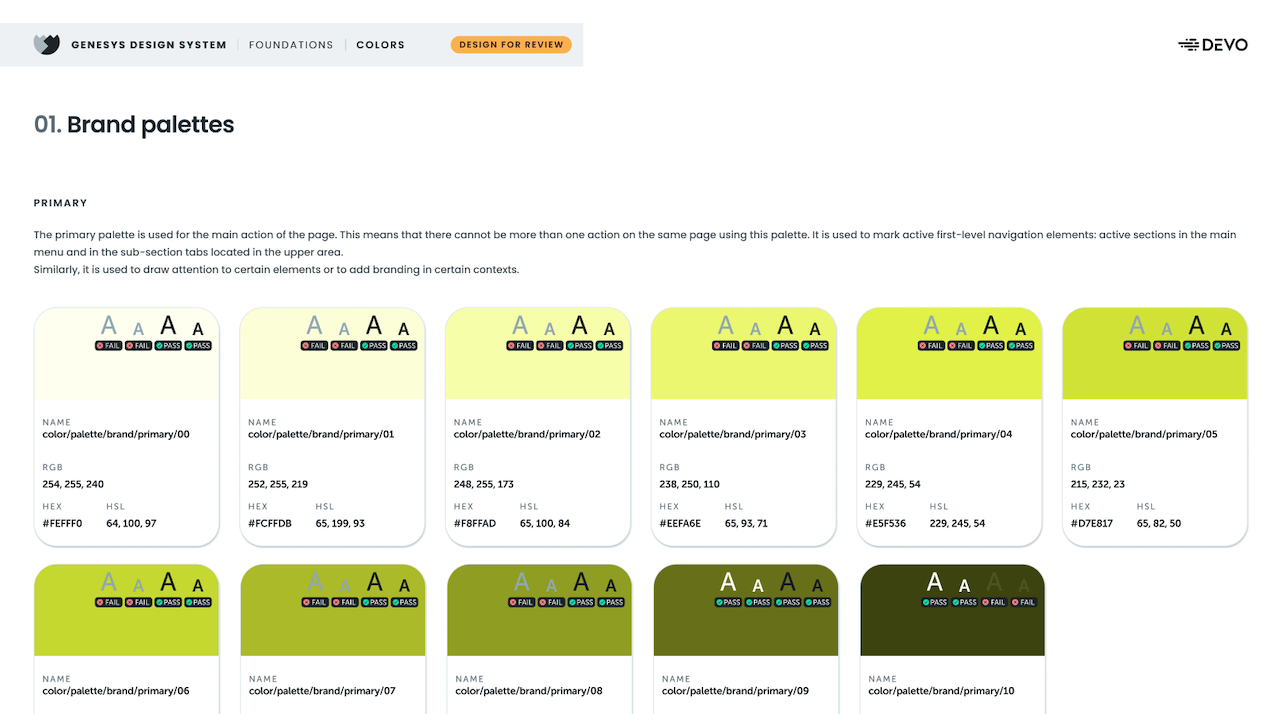 GENESYS DESIGN SYSTEM | FOUNDATIONS | COLORS DESIGN FOR REVIEW DEVO
01. Brand palettes
PRIMARY
The primary palette is used for the main action of the page. This means that there cannot be more than one action on the same page using this palette. It is used to mark active first-level navigation elements: active sections in the main
menu and in the sub-section tabs located in the upper area.
Similarly, it is used to draw attention to certain elements or to add branding in certain contexts.
A A A A
FAIL FAIL PASS PASS
NAME
color/palette/brand/primary/00
RGB
254, 255, 240
HEX HSL
#FEFFF0 64, 100, 97
A A A A
FAIL FAIL PASS PASS
NAME
color/palette/brand/primary/01
RGB
252, 255, 219
HEX HSL
#FCFFDB 65, 199, 93
A A A A
FAIL FAIL PASS PASS
NAME
color/palette/brand/primary/02
RGB
248, 255, 173
HEX HSL
#F8FFAD 65, 100, 84
A A A A
FAIL FAIL PASS PASS
NAME
color/palette/brand/primary/03
RGB
238, 250, 110
HEX HSL
#EEFA6E 65, 93, 71
A A A A
FAIL FAIL PASS PASS
NAME
color/palette/brand/primary/04
RGB
229, 245, 54
HEX HSL
#E5F536 229, 245, 54
A A A A
FAIL FAIL PASS PASS
NAME
color/palette/brand/primary/05
RGB
215, 232, 23
HEX HSL
#D7E817 65, 82, 50
A A A A
FAIL FAIL PASS PASS
NAME
color/palette/brand/primary/06
A A A A
FAIL FAIL PASS PASS
NAME
color/palette/brand/primary/07
A A A A
FAIL FAIL PASS PASS
NAME
color/palette/brand/primary/08
A A A A
PASS PASS PASS PASS
NAME
color/palette/brand/primary/09
A A A A
PASS PASS FAIL FAIL
NAME
color/palette/brand/primary/10